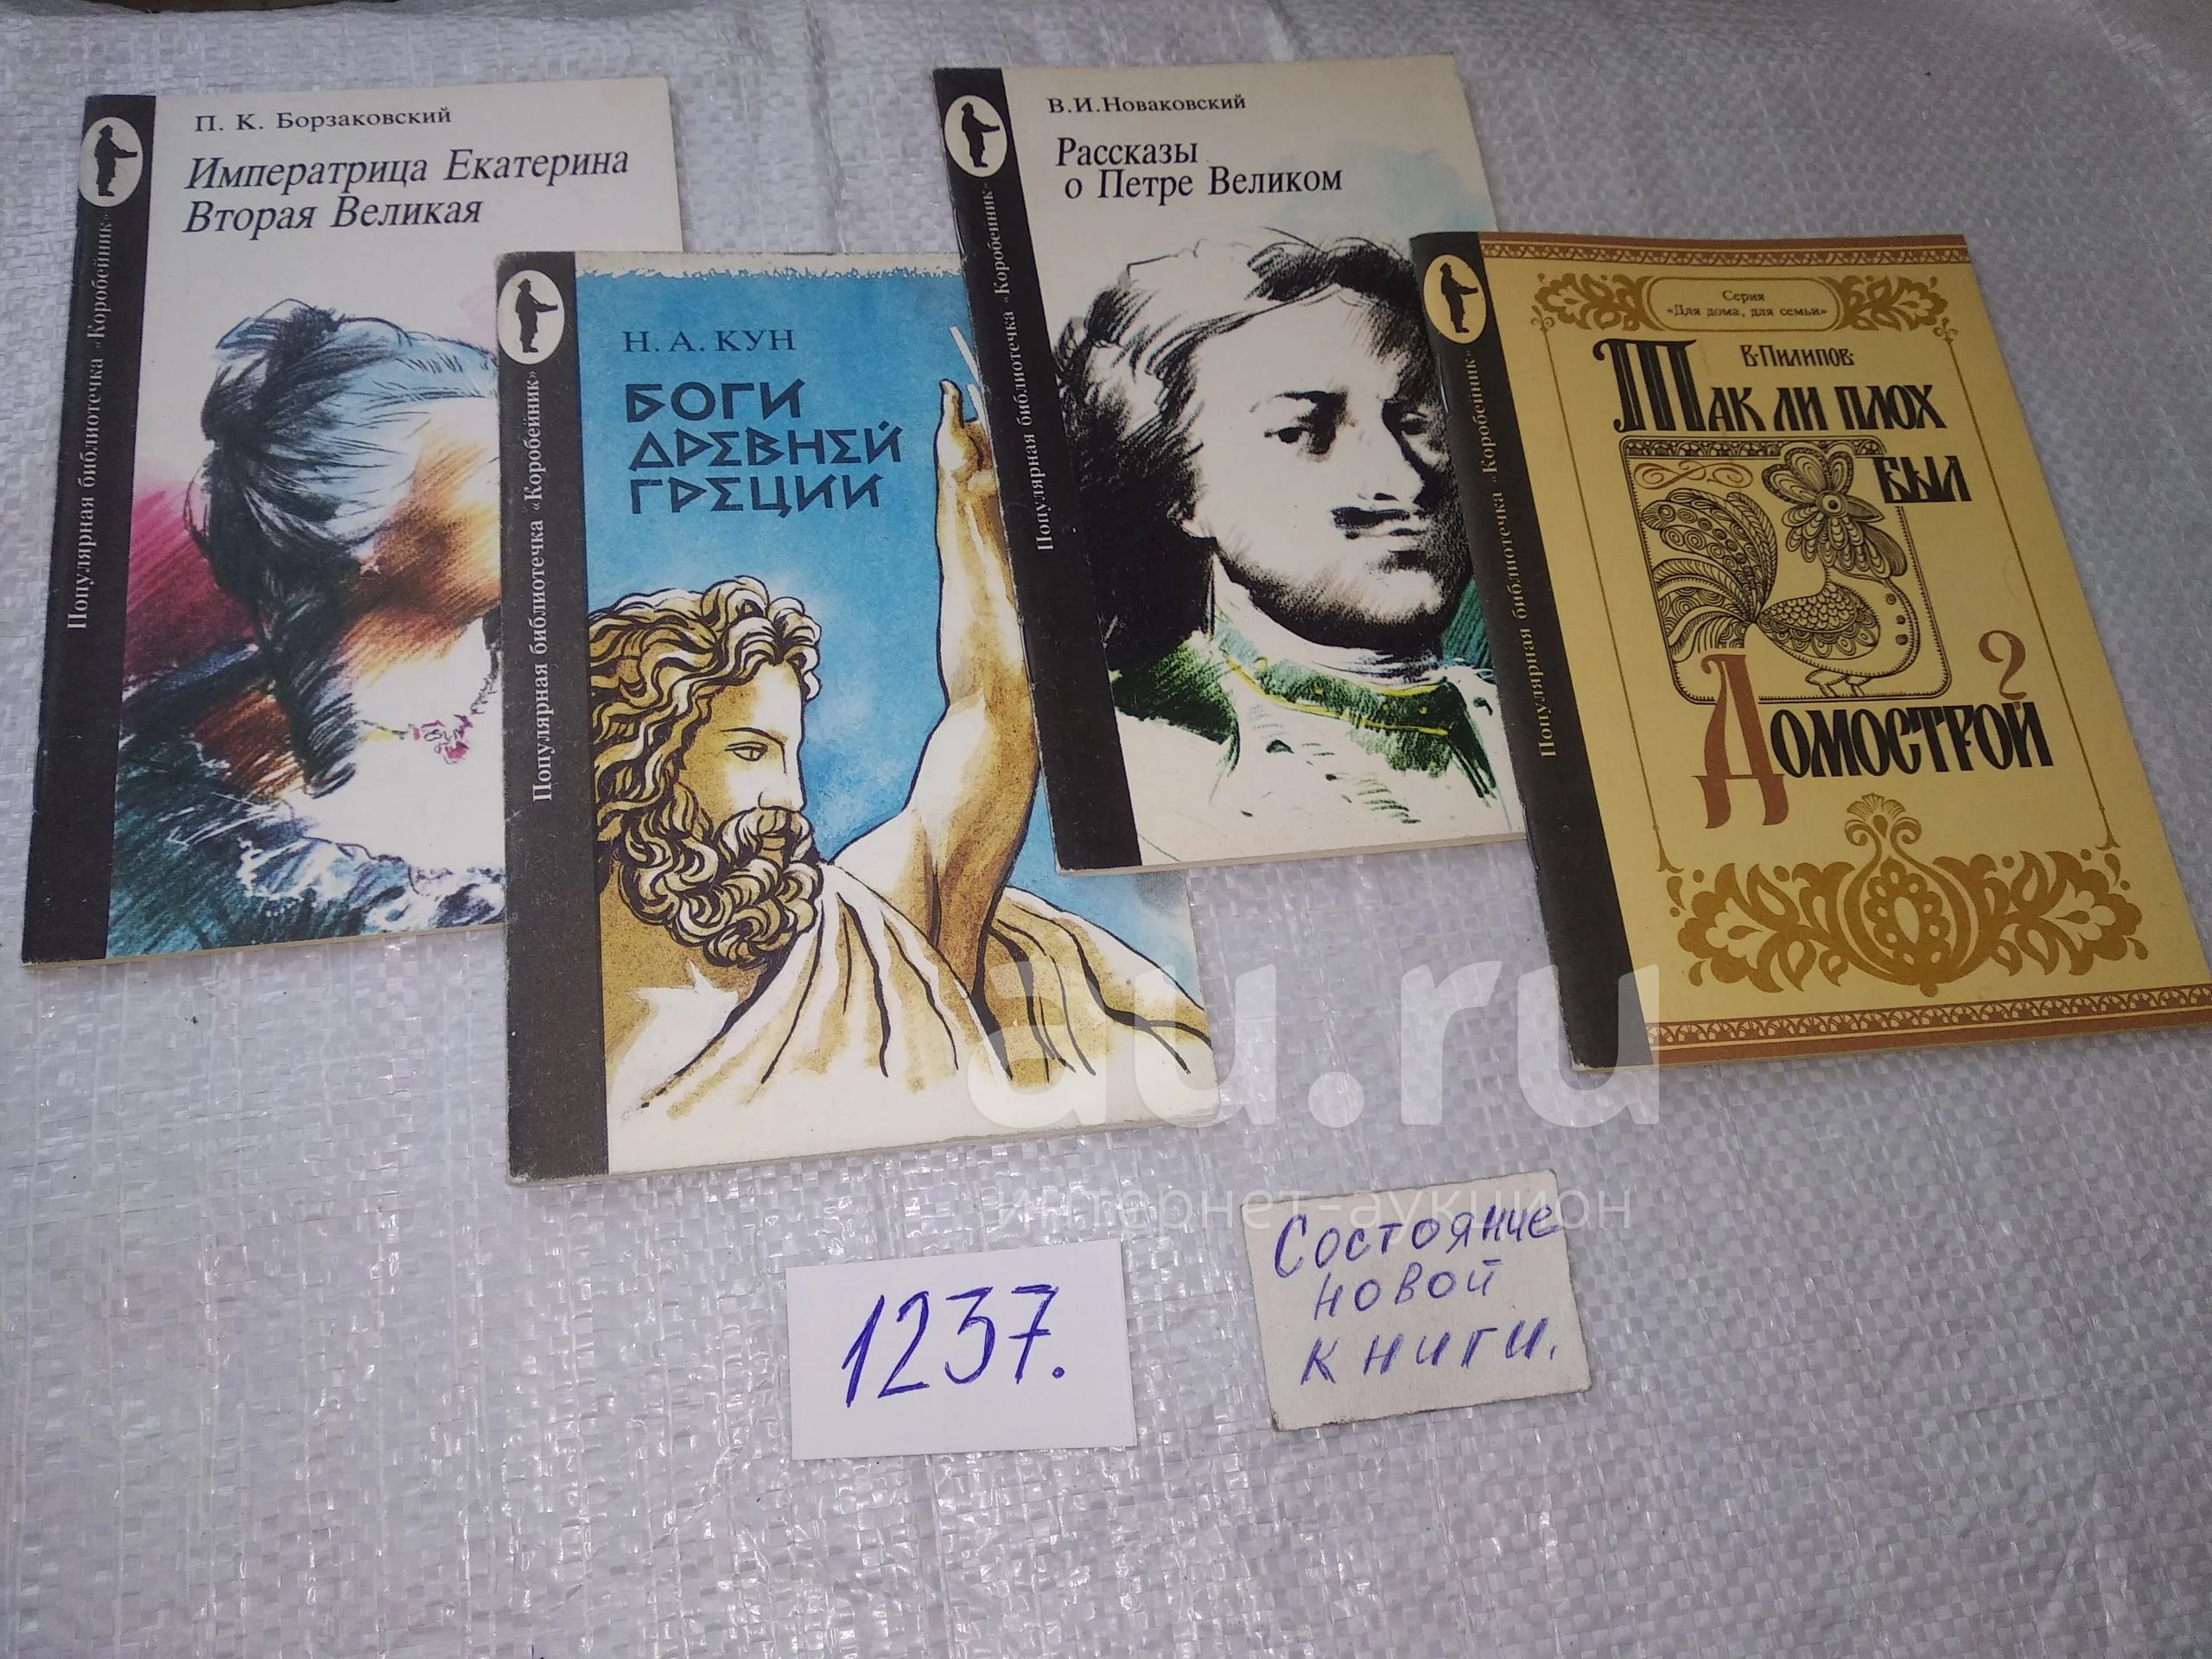 П. К. Борзаковский
Императрица Екатерина
Вторая Великая
Популярная библиотечка «Коробейник»
Н. А. КУН
БОГИ
ДРЕВНЕЙ
ГРЕЦИИ
Популярная библиотечка «Коробейник»
В.И.Новаковский
Рассказы
о Петре Великом
Популярная библиотечка «Коробейник»
Серия
«Для дома, для семьи»
В·ПИЛИПОВ·
ТАК ЛИ ПЛОХ
БЫЛ
ДОМОСТРОЙ?
Популярная библиотечка «Коробейник»
au.ru
интернет-аукцион
1237.
Состояние
новой
книги.